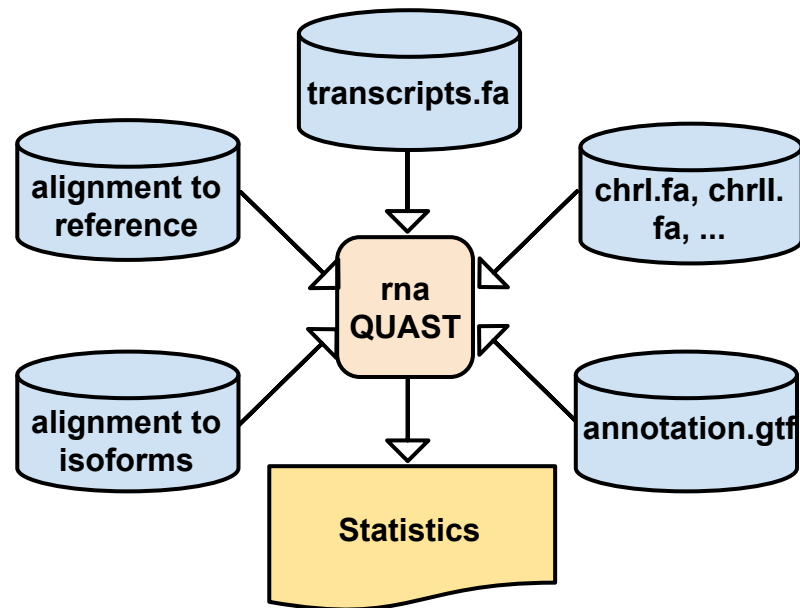 transcripts.fa
alignment to
reference
chrI.fa, chrII.
fa, ...
rna
QUAST
alignment to
isoforms
annotation.gtf
Statistics